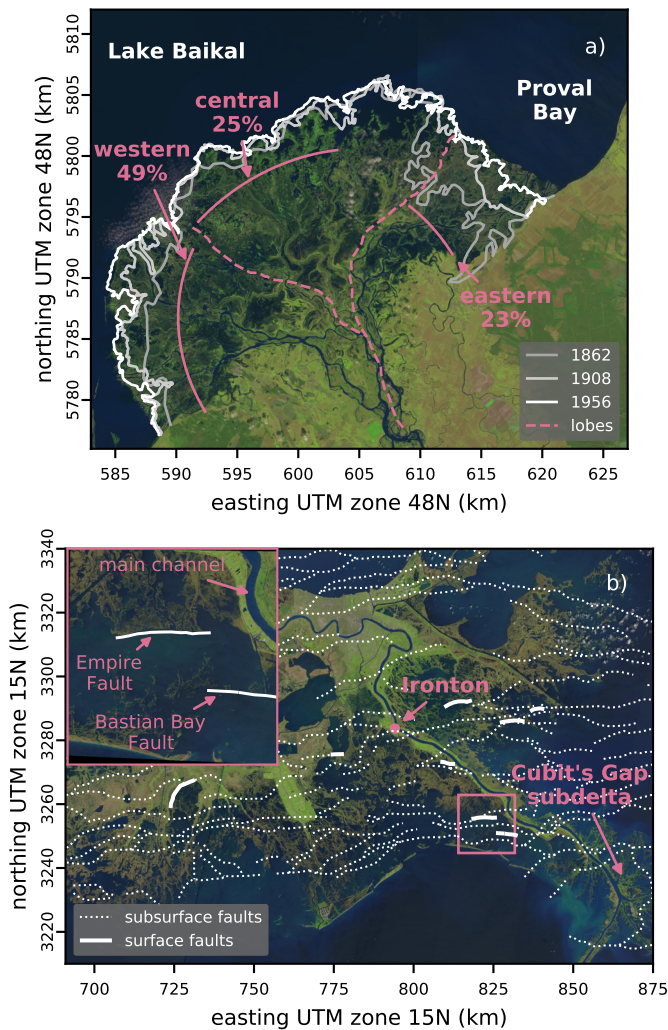 Lake Baikal
a)
Proval
Bay
central
25%
western
49%
eastern
23%
1862
1908
1956
lobes
5810
5805
5800
5795
5790
5785
5780
northing UTM zone 48N (km)
585
590
595
600
605
610
615
620
625
easting UTM zone 48N (km)
b)
main channel
Empire
Fault
Bastian Bay
Fault
Ironton
Cubit's Gap
subdelta
subsurface faults
surface faults
3340
3320
3300
3280
3260
3240
3220
northing UTM zone 15N (km)
700
725
750
775
800
825
850
875
easting UTM zone 15N (km)